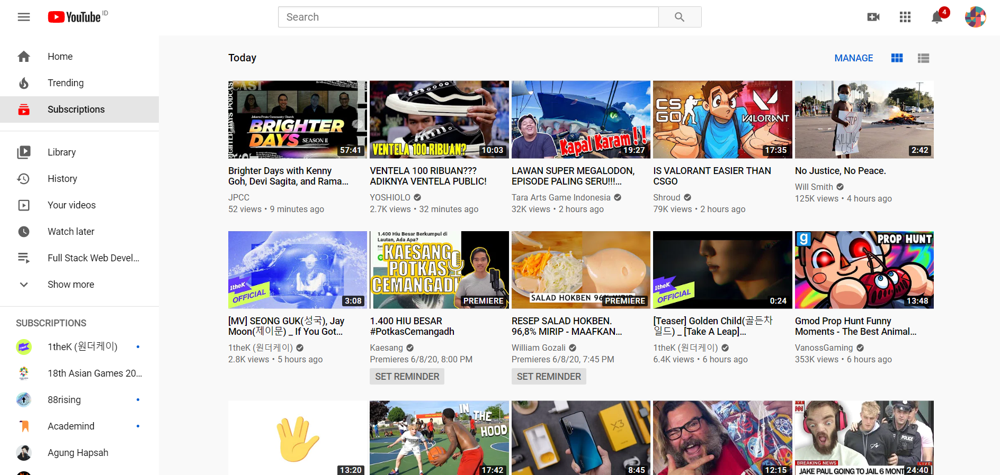 YouTube ID
Search
4
Home
Trending
Subscriptions
Library
History
Your videos
Watch later
Full Stack Web Devel...
Show more
SUBSCRIPTIONS
1theK (원더케이)
18th Asian Games 20...
88rising
Academind
Agung Hapsah
Today
MANAGE
CAST
BRIGHTER DAYS PODCAST
Jakarta Praise Community Church
BRIGHTER
DAYS SEASON II
57:41
VENTELA 100 RIBUAN?
10:03
Kapal Karam !!
19:27
CS
GO
VALORANT
17:35
STOP
KILLING
US!
2:42
Brighter Days with Kenny
Goh, Devi Sagita, and Rama...
JPCC
52 views • 9 minutes ago
VENTELA 100 RIBUAN???
ADIKNYA VENTELA PUBLIC!
YOSHIOLO
2.7K views • 32 minutes ago
LAWAN SUPER MEGALODON,
EPISODE PALING SERU!!!...
Tara Arts Game Indonesia
32K views • 2 hours ago
IS VALORANT EASIER THAN
CSGO
Shroud
79K views • 2 hours ago
No Justice, No Peace.
Will Smith
125K views • 4 hours ago
1theK
OFFICIAL
3:08
1.400 Hiu Besar Berkumpul di
Lautan, Ada Apa?
KAESANG
POTKAS
CEMANGADH
PREMIERE
SALAD HOKBEN 96
PREMIERE
1theK
OFFICIAL
0:24
g
PROP HUNT
13:48
[MV] SEONG GUK(성국), Jay
Moon(제이문) _ If You Got...
1theK (원더케이)
2.8K views • 5 hours ago
1.400 HIU BESAR
#PotkasCemangadh
Kaesang
Premieres 6/8/20, 8:00 PM
SET REMINDER
RESEP SALAD HOKBEN.
96,8% MIRIP - MAAFKAN...
William Gozali
Premieres 6/8/20, 7:45 PM
SET REMINDER
[Teaser] Golden Child(골든차
일드) _ [Take A Leap]...
1theK (원더케이)
6.4K views • 6 hours ago
Gmod Prop Hunt Funny
Moments - The Best Animal...
VanossGaming
353K views • 6 hours ago
13:20
IN
THE
HOOD
17:42
X3
8:45
12:15
POLICE
BREAKING NEWS
LIVE
JAKE PAUL GOING TO JAIL 6 MONT
24:40